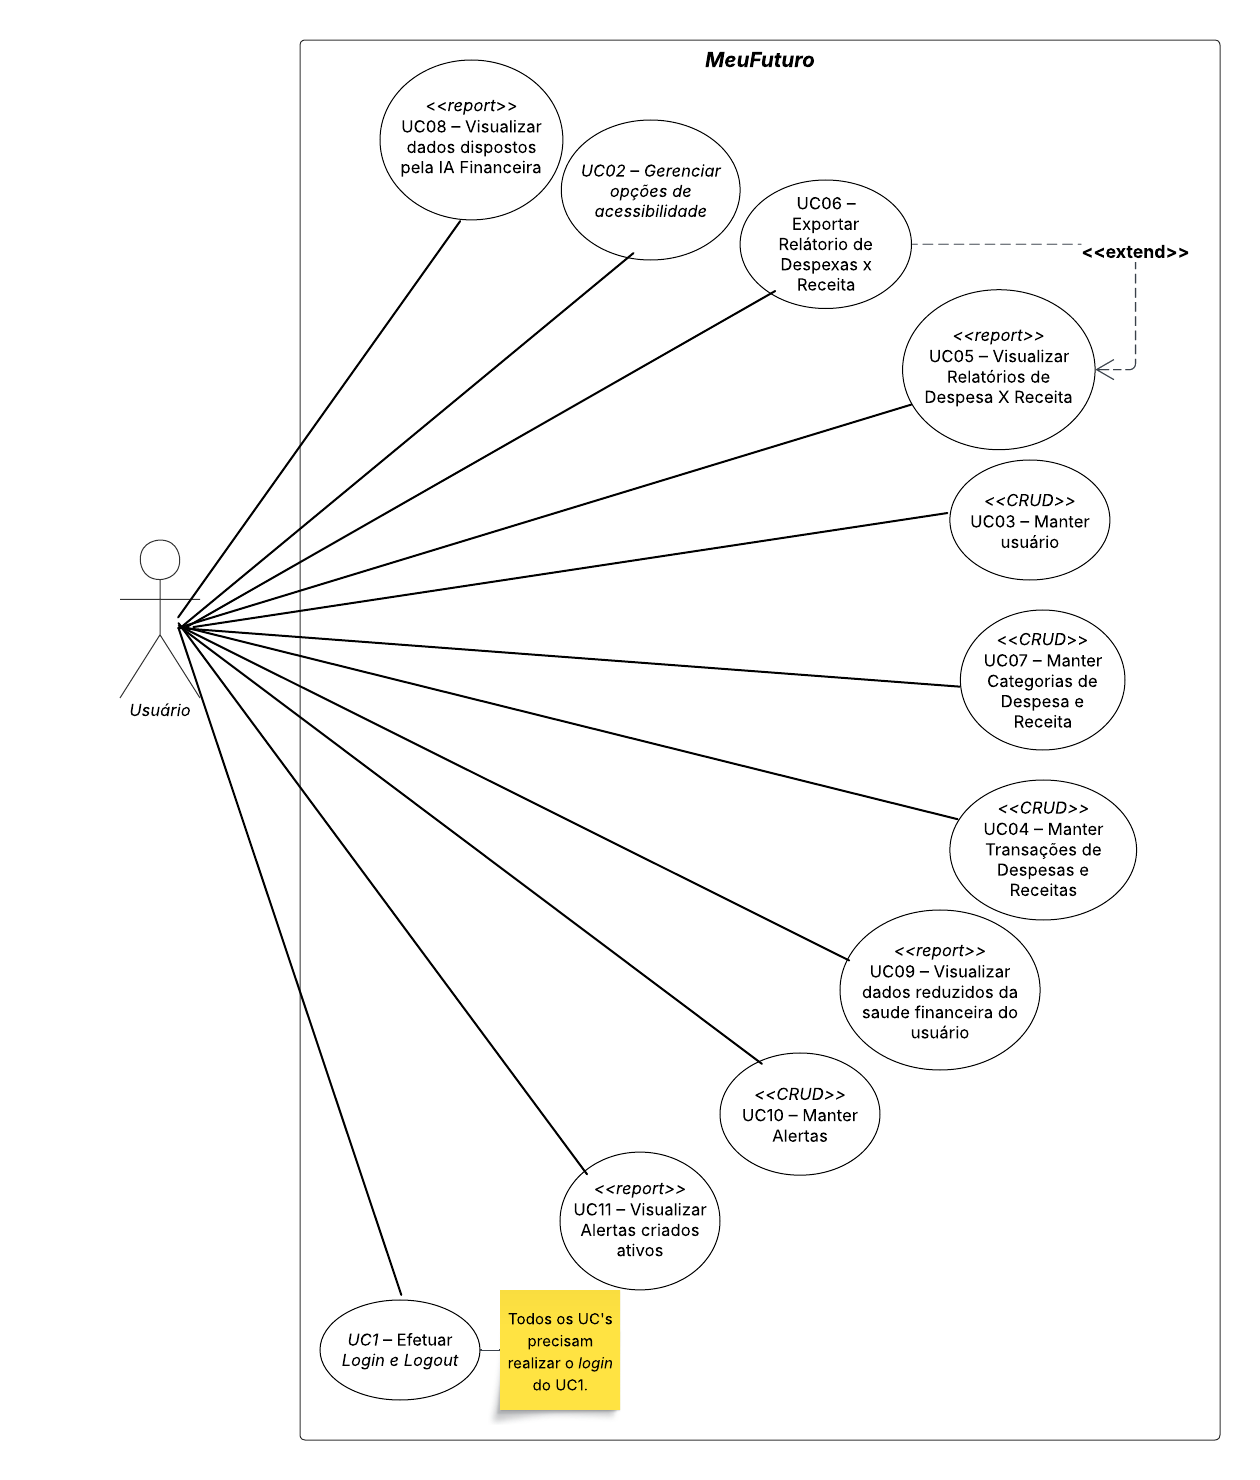 MeuFuturo
<<report>>
UC08 – Visualizar
dados dispostos
pela IA Financeira
UC02 – Gerenciar
opções de
acessibilidade
UC06 –
Exportar
Relátorio de
Despexas x
Receita
<<extend>>
<<report>>
UC05 – Visualizar
Relatórios de
Despesa X Receita
<<CRUD>>
UC03 – Manter
usuário
Usuário
<<CRUD>>
UC07 – Manter
Categorias de
Despesa e
Receita
<<CRUD>>
UC04 – Manter
Transações de
Despesas e
Receitas
<<report>>
UC09 – Visualizar
dados reduzidos da
saude financeira do
usuário
<<CRUD>>
UC10 – Manter
Alertas
<<report>>
UC11 – Visualizar
Alertas criados
ativos
UC1 – Efetuar
Login e Logout
Todos os UC's
precisam
realizar o login
do UC1.